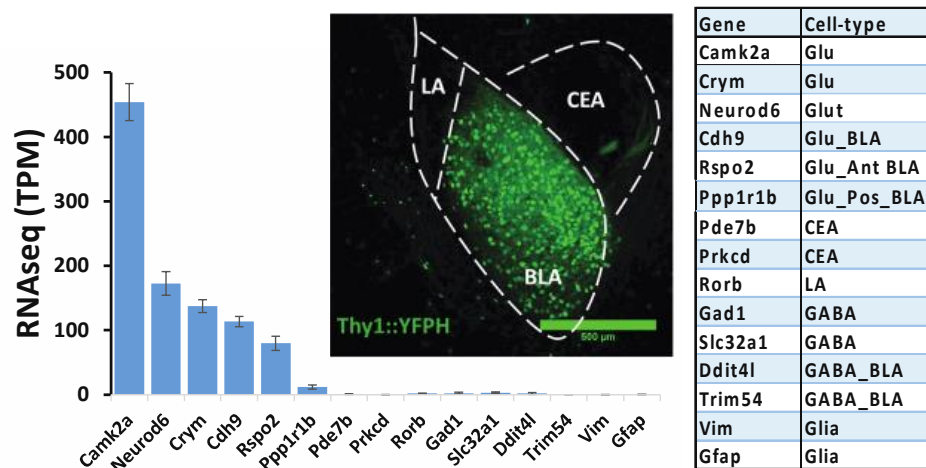 RNAseq (TPM)
500
400
300
200
100
0
Camk2a
Neurod6
Crym
Cdh9
Rspo2
Ppp1r1b
Pde7b
Prkcd
Rorb
Gad1
Slc32a1
Ddit4l
Trim54
Vim
Gfap
LA
CEA
BLA
Thy1::YFPH
500 µm
Gene Cell-type
Camk2a Glu
Crym Glu
Neurod6 Glut
Cdh9 Glu_BLA
Rspo2 Glu_Ant BLA
Ppp1r1b Glu_Pos_BLA
Pde7b CEA
Prkcd CEA
Rorb LA
Gad1 GABA
Slc32a1 GABA
Ddit4l GABA_BLA
Trim54 GABA_BLA
Vim Glia
Gfap Glia